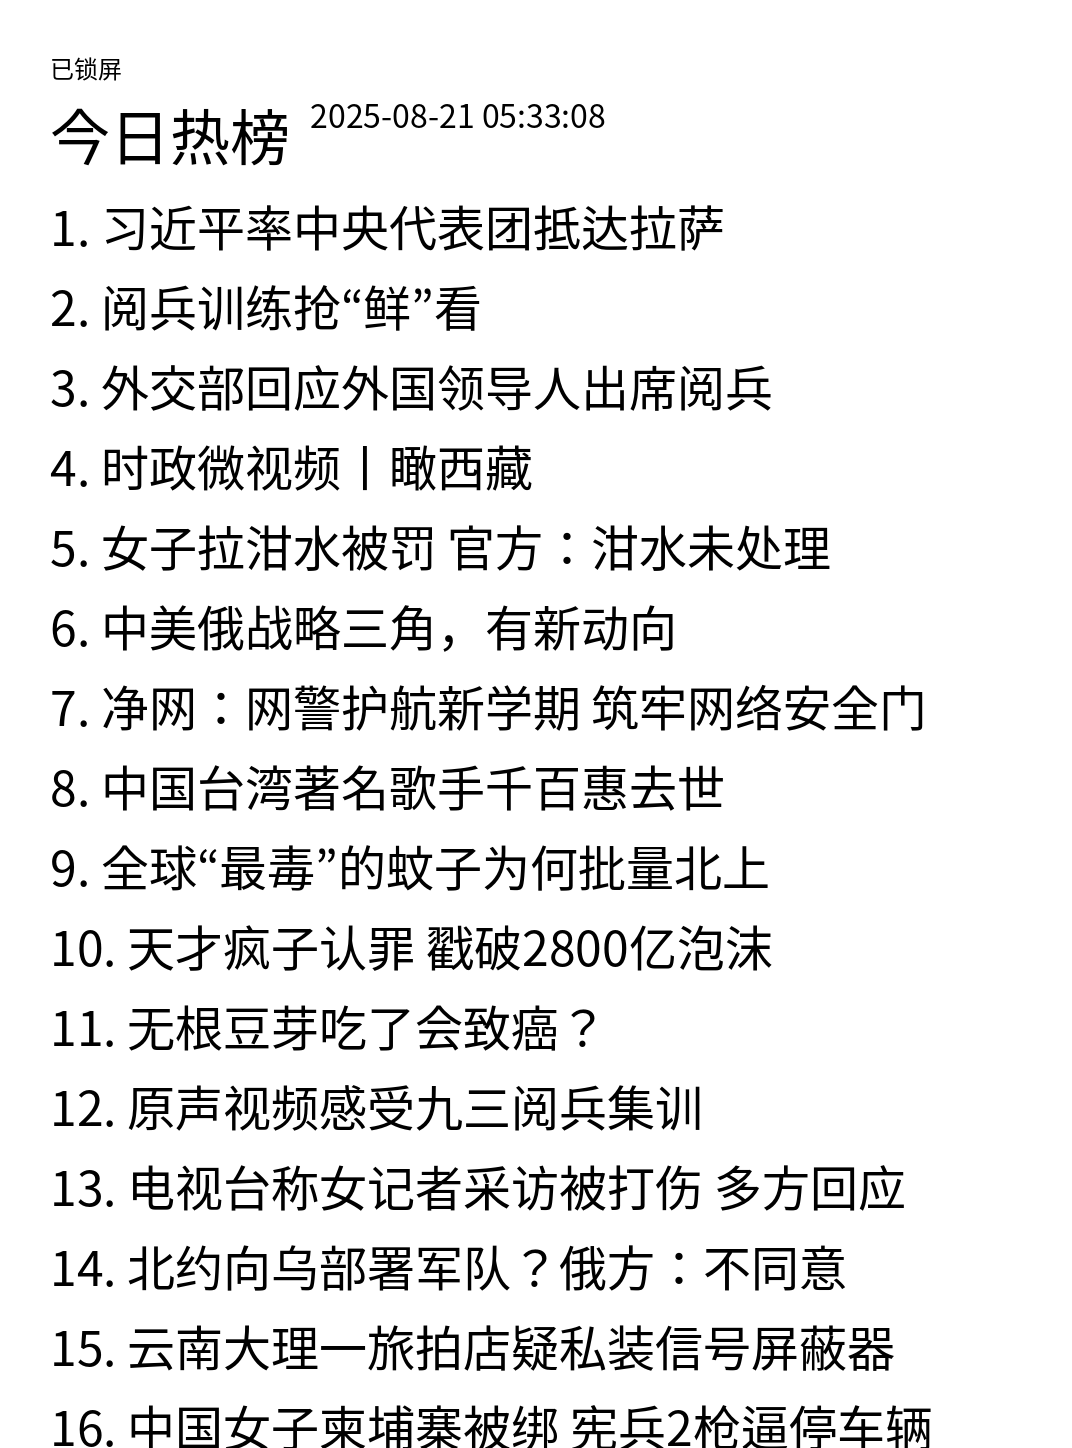 已锁屏
今日热榜 2025-08-21 05:33:08
1. 习近平率中央代表团抵达拉萨
2. 阅兵训练抢“鲜”看
3. 外交部回应外国领导人出席阅兵
4. 时政微视频丨瞰西藏
5. 女子拉泔水被罚 官方：泔水未处理
6. 中美俄战略三角，有新动向
7. 净网：网警护航新学期 筑牢网络安全门
8. 中国台湾著名歌手千百惠去世
9. 全球“最毒”的蚊子为何批量北上
10. 天才疯子认罪 戳破2800亿泡沫
11. 无根豆芽吃了会致癌？
12. 原声视频感受九三阅兵集训
13. 电视台称女记者采访被打伤 多方回应
14. 北约向乌部署军队？俄方：不同意
15. 云南大理一旅拍店疑私装信号屏蔽器
16. 中国女子柬埔寨被绑 宪兵2枪逼停车辆